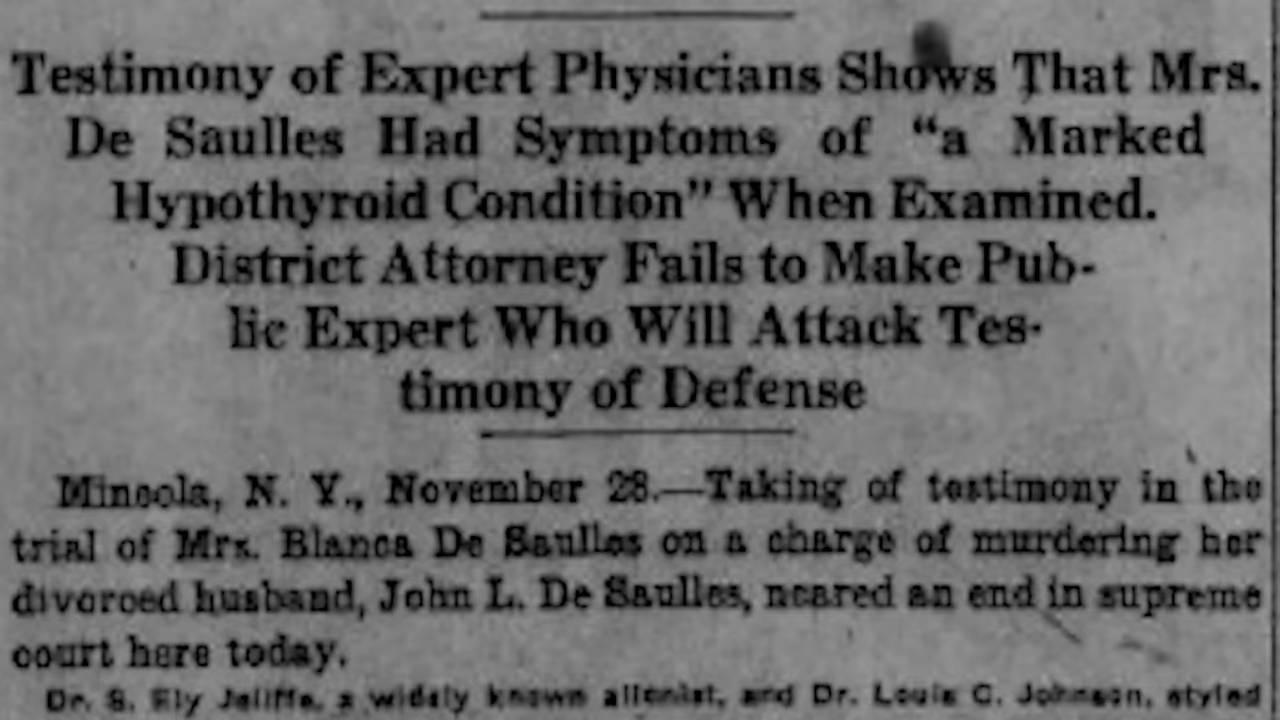 Testimony of Expert Physicians Shows That Mrs.
De Saulles Had Symptoms of “a Marked
Hypothyroid Condition” When Examined.
District Attorney Fails to Make Pub-
lic Expert Who Will Attack Tes-
timony of Defense
Mineola, N. Y., November 28.—Taking of testimony in the
trial of Mrs. Blanca De Saulles on a charge of murdering her
divorced husband, John L. De Saulles, neared an end in supreme
court here today.
Dr. S. Ely Jeliffe, a widely known alienist, and Dr. Louis C. Johnson, styled